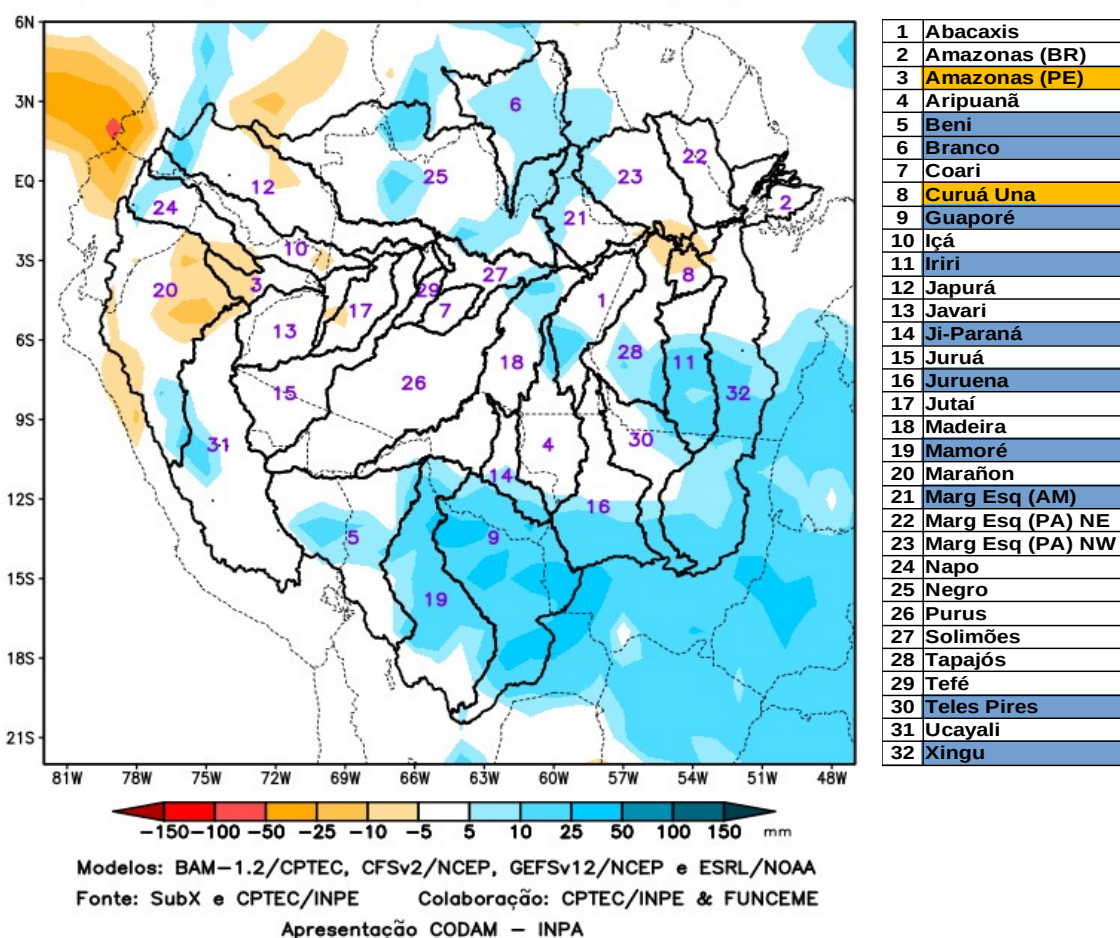 6N
3N
EQ
3S
6S
9S
12S
15S
18S
21S
81W 78W 75W 72W 69W 66W 63W 60W 57W 54W 51W 48W
6
22
23
25
12
2
24
21
10
27
8
3
20
29
1
17
7
13
28
18
11
26
15
32
30
31
4
14
16
5
9
19
−150 −100 −50 −25 −10 −5 5 10 25 50 100 150 mm
Modelos: BAM−1.2/CPTEC, CFSv2/NCEP, GEFSv12/NCEP e ESRL/NOAA
Fonte: SubX e CPTEC/INPE Colaboração: CPTEC/INPE & FUNCEME
Apresentação CODAM − INPA
1 Abacaxis
2 Amazonas (BR)
3 Amazonas (PE)
4 Aripuanã
5 Beni
6 Branco
7 Coari
8 Curuá Una
9 Guaporé
10 Içá
11 Iriri
12 Japurá
13 Javari
14 Ji-Paraná
15 Juruá
16 Juruena
17 Jutaí
18 Madeira
19 Mamoré
20 Marañon
21 Marg Esq (AM)
22 Marg Esq (PA) NE
23 Marg Esq (PA) NW
24 Napo
25 Negro
26 Purus
27 Solimões
28 Tapajós
29 Tefé
30 Teles Pires
31 Ucayali
32 Xingu